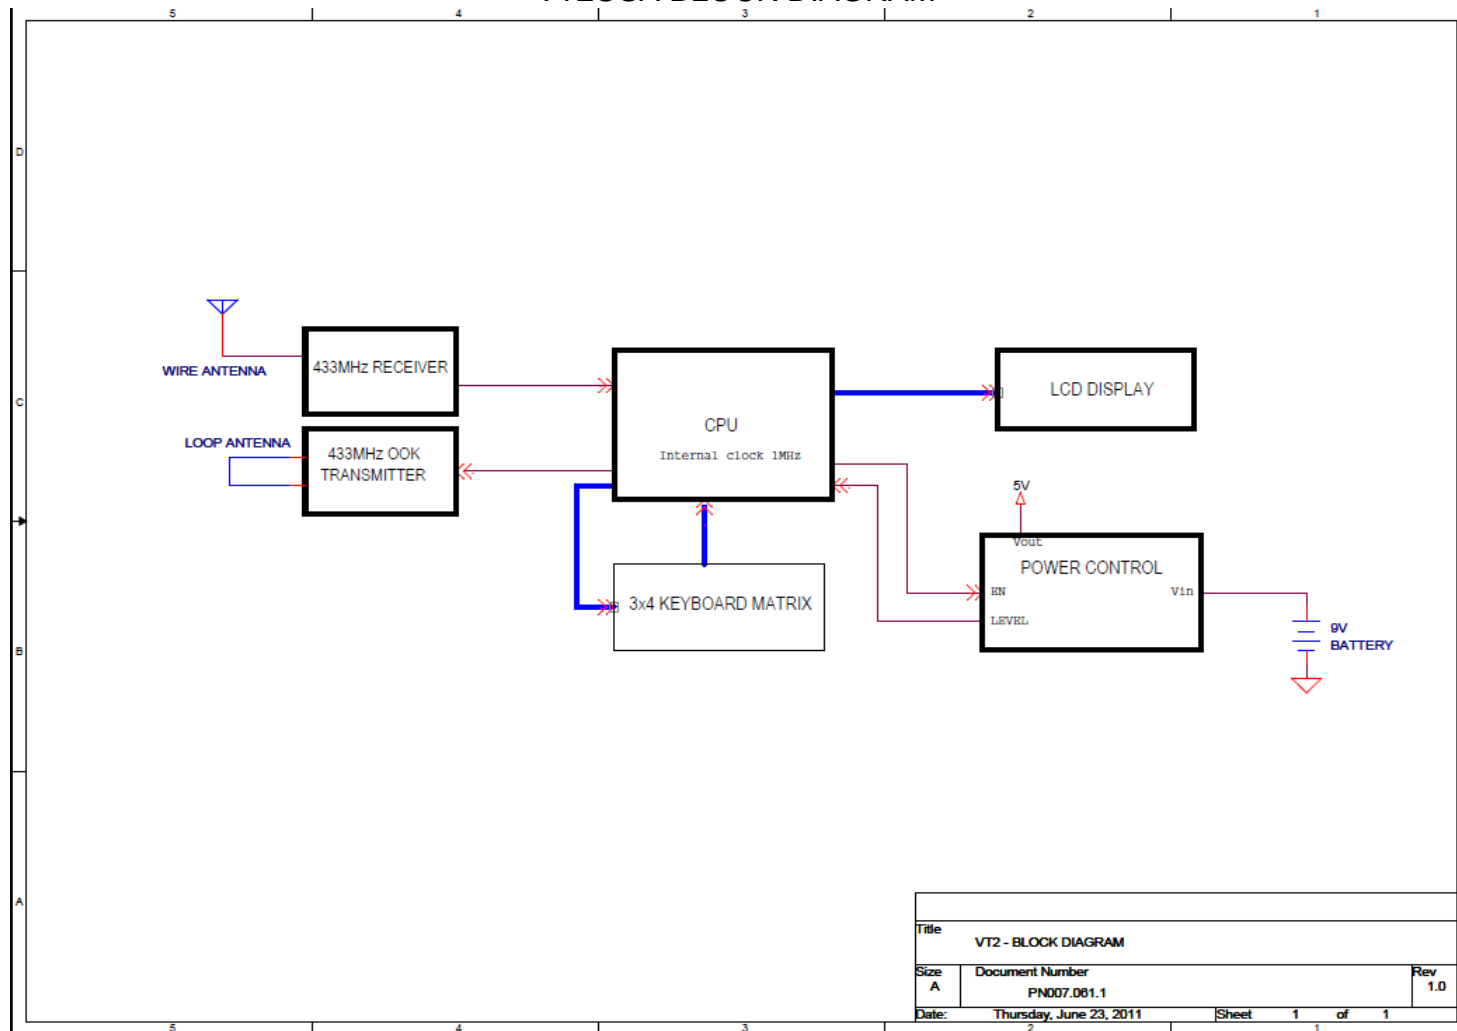 BLOCK DIAGRAM
5 4 3 2 1
D
C
B
A
WIRE ANTENNA
433MHz RECEIVER
LOOP ANTENNA
433MHz OOK
TRANSMITTER
CPU
Internal clock 1MHz
LCD DISPLAY
3x4 KEYBOARD MATRIX
5V
Vout
POWER CONTROL
EN
Vin
LEVEL
9V
BATTERY
Title
VT2 - BLOCK DIAGRAM
Size
A
Document Number
PN007.061.1
Rev
1.0
Date: Thursday, June 23, 2011 Sheet 1 of 1
5 4 3 2 1